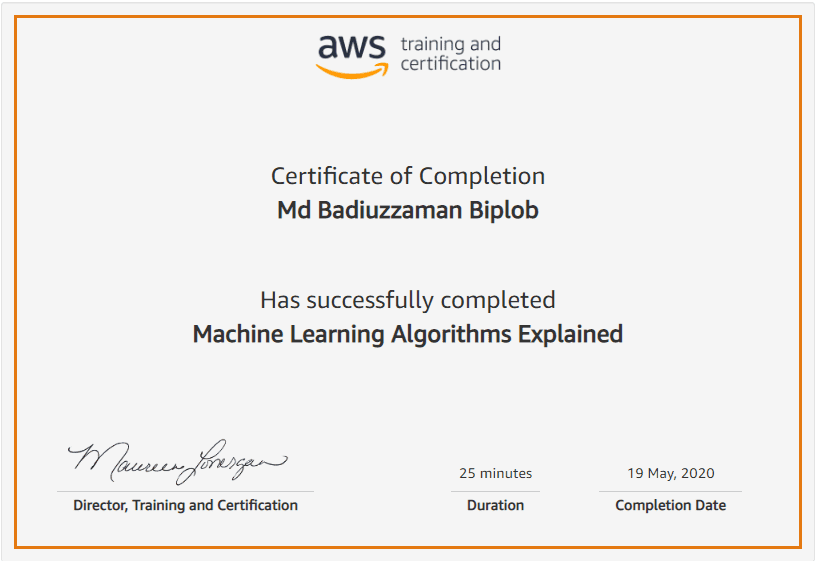 aws training and
certification
Certificate of Completion
Md Badiuzzaman Biplob
Has successfully completed
Machine Learning Algorithms Explained
Maureen Lonergan
25 minutes
19 May, 2020
Director, Training and Certification
Duration
Completion Date